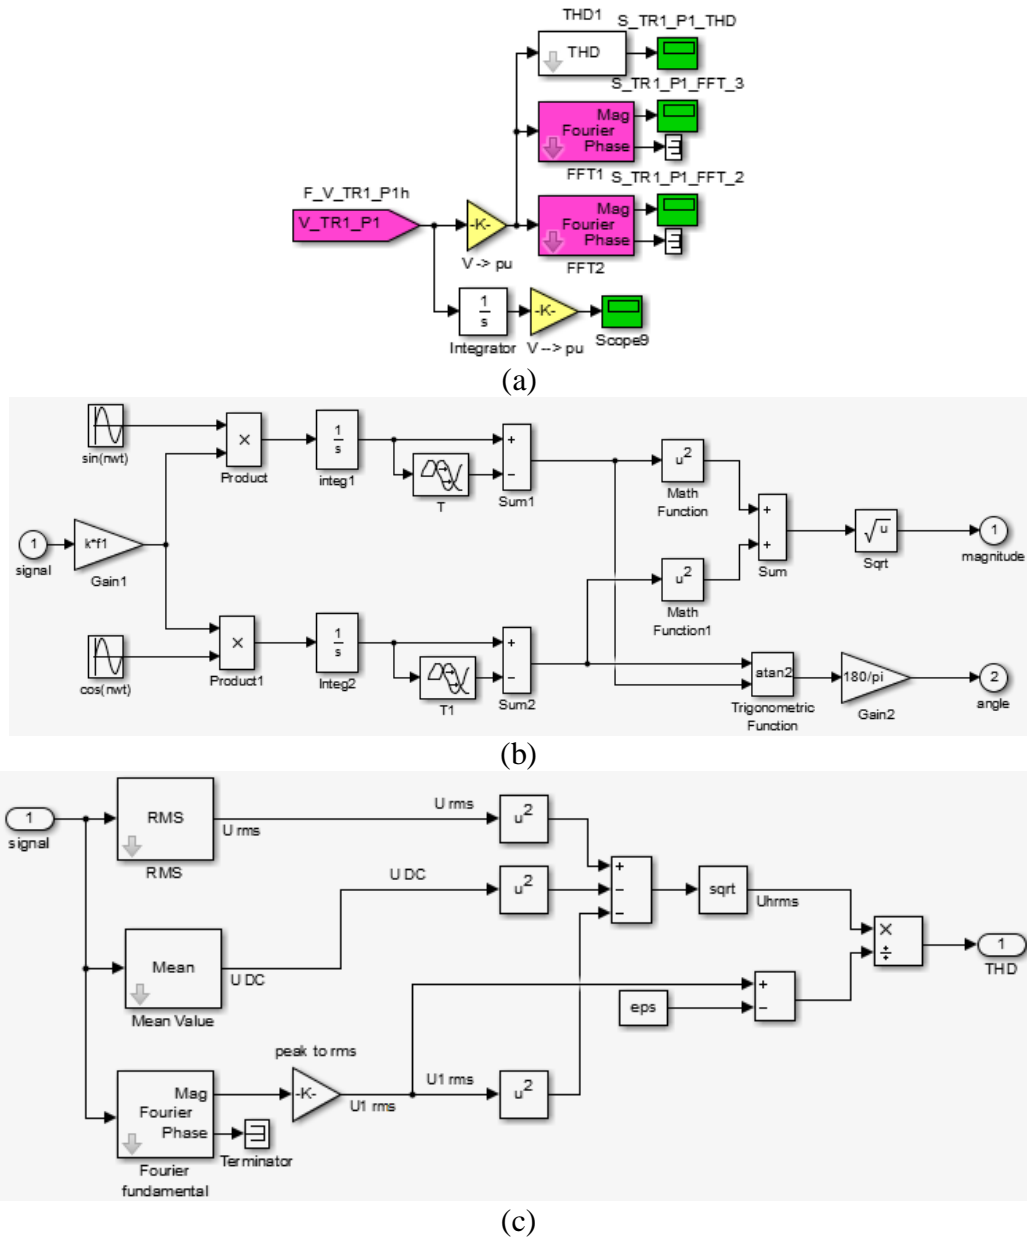 THD1
S_TR1_P1_THD
THD
S_TR1_P1_FFT_3
Mag
Fourier
Phase
FFT1
S_TR1_P1_FFT_2
F_V_TR1_P1h
V_TR1_P1
-K-
V -> pu
Mag
Fourier
Phase
FFT2
1
s
Integrator
-K-
V --> pu
Scope9
(a)
sin(nwt)
×
Product
1
s
integ1
+
−
T
Sum1
u²
Math
Function
1
signal
k*f1
Gain1
+
+
Sum
√u
Sqrt
1
magnitude
u²
Math
Function1
cos(nwt)
×
Product1
1
s
Integ2
+
−
T1
Sum2
atan2
Trigonometric
Function
180/pi
Gain2
2
angle
(b)
1
signal
RMS
RMS
U rms
U rms
u²
U DC
u²
+
−
−
sqrt
Uhrms
×
÷
1
THD
Mean
Mean Value
U DC
eps
+
−
peak to rms
Mag
Fourier
Phase
Fourier
fundamental
Terminator
-K-
U1 rms
U1 rms
u²
(c)